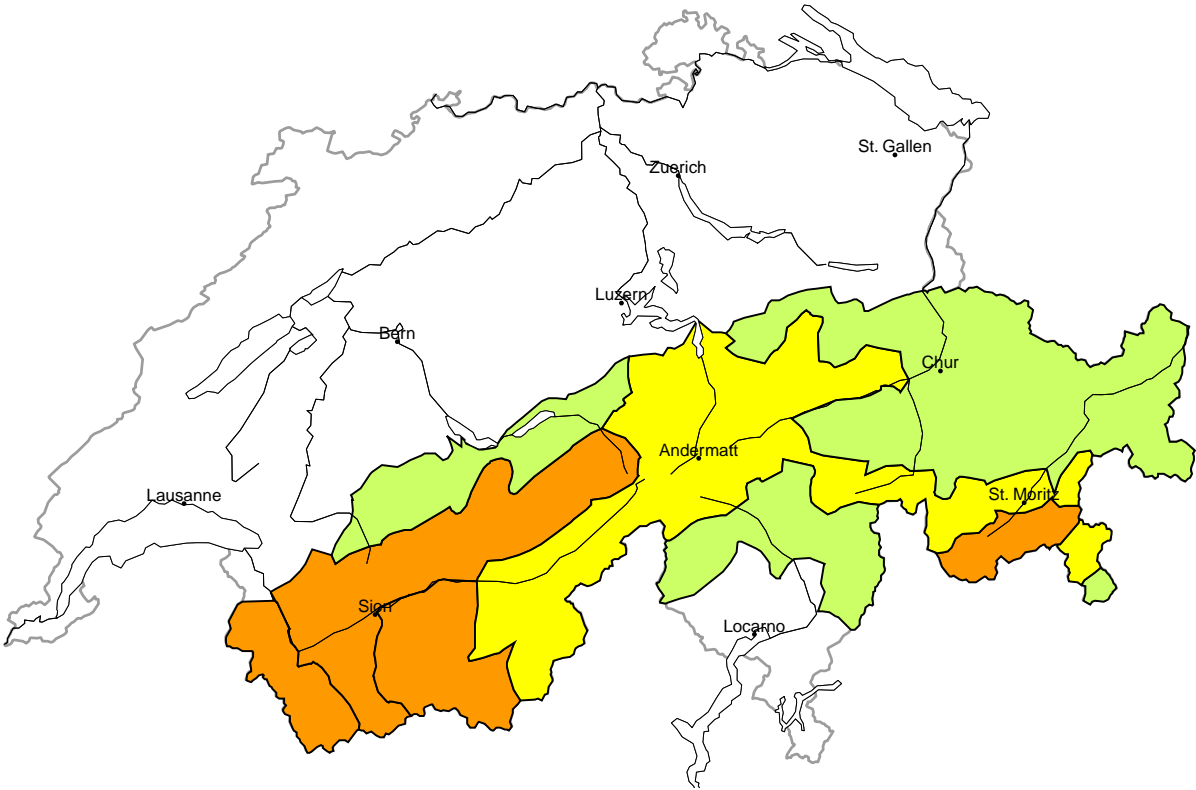 St. Gallen
Zuerich
Luzern
Bern
Chur
Andermatt
St. Moritz
Lausanne
Sion
Locarno